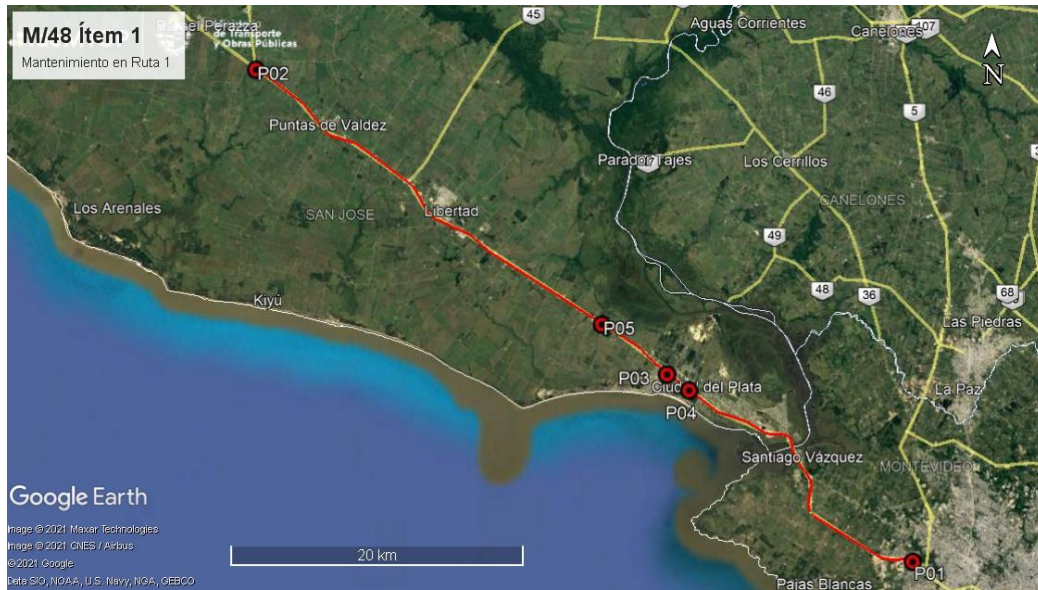 M/48 Ítem 1
Mantenimiento en Ruta 1
de Transporte
y Obras Públicas
45
Aguas Corrientes
Canelones
107
N
P02
46
5
Puntas de Valdez
Parador Tajes
Los Cerrillos
Los Arenales
SAN JOSE
Libertad
CANELONES
49
48
36
68
Kiyú
Las Piedras
P05
P03
Ciudad del Plata
La Paz
P04
Santiago Vázquez
MONTEVIDEO
Google Earth
Image © 2021 Maxar Technologies
Image © 2021 CNES / Airbus
© 2021 Google
Data SIO, NOAA, U.S. Navy, NGA, GEBCO
20 km
P01
Pajas Blancas